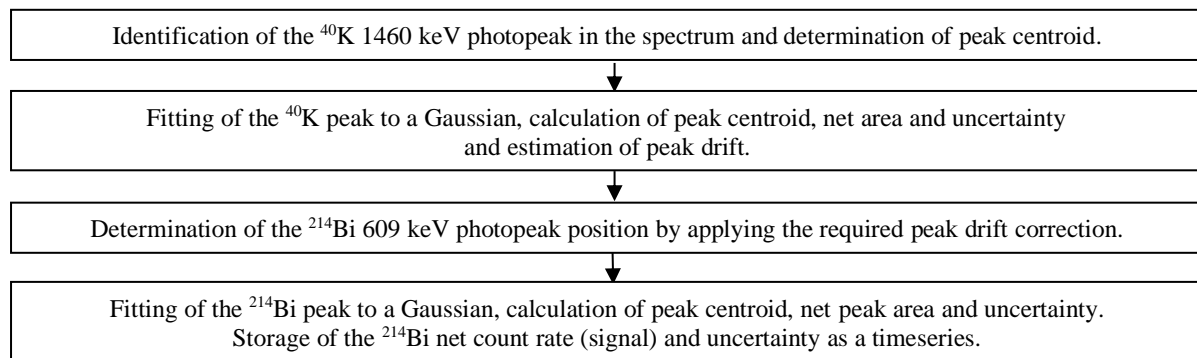 Identification of the ⁴⁰K 1460 keV photopeak in the spectrum and determination of peak centroid.
Fitting of the ⁴⁰K peak to a Gaussian, calculation of peak centroid, net area and uncertainty
and estimation of peak drift.
Determination of the ²¹⁴Bi 609 keV photopeak position by applying the required peak drift correction.
Fitting of the ²¹⁴Bi peak to a Gaussian, calculation of peak centroid, net peak area and uncertainty.
Storage of the ²¹⁴Bi net count rate (signal) and uncertainty as a timeseries.